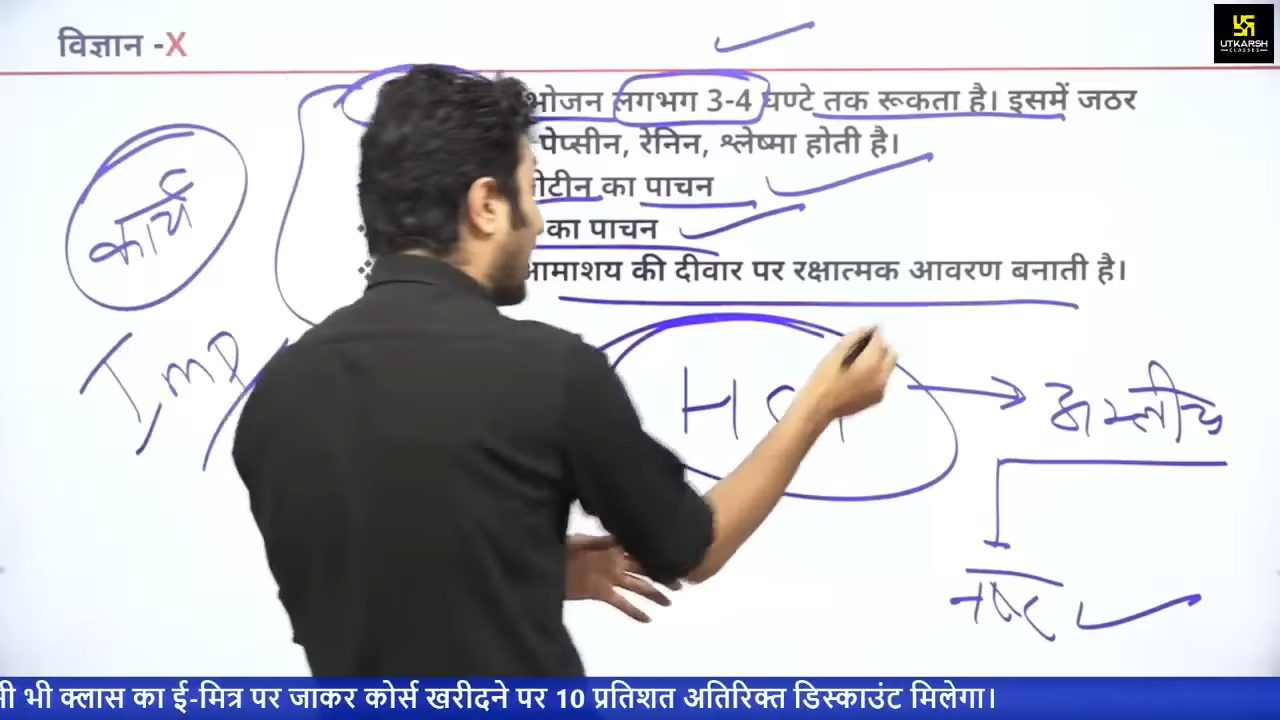 विज्ञान -X
UTKARSH
CLASSES
भोजन लगभग 3-4 घण्टे तक रूकता है। इसमें जठर
पेप्सीन, रेनिन, श्लेष्मा होती है।
का पाचन
का पाचन
आमाशय की दीवार पर रक्षात्मक आवरण बनाती है।
कार्य
Imp
H
अम्लीय
नष्ट
भी क्लास का ई-मित्र पर जाकर कोर्स खरीदने पर 10 प्रतिशत अतिरिक्त डिस्काउंट मिलेगा।